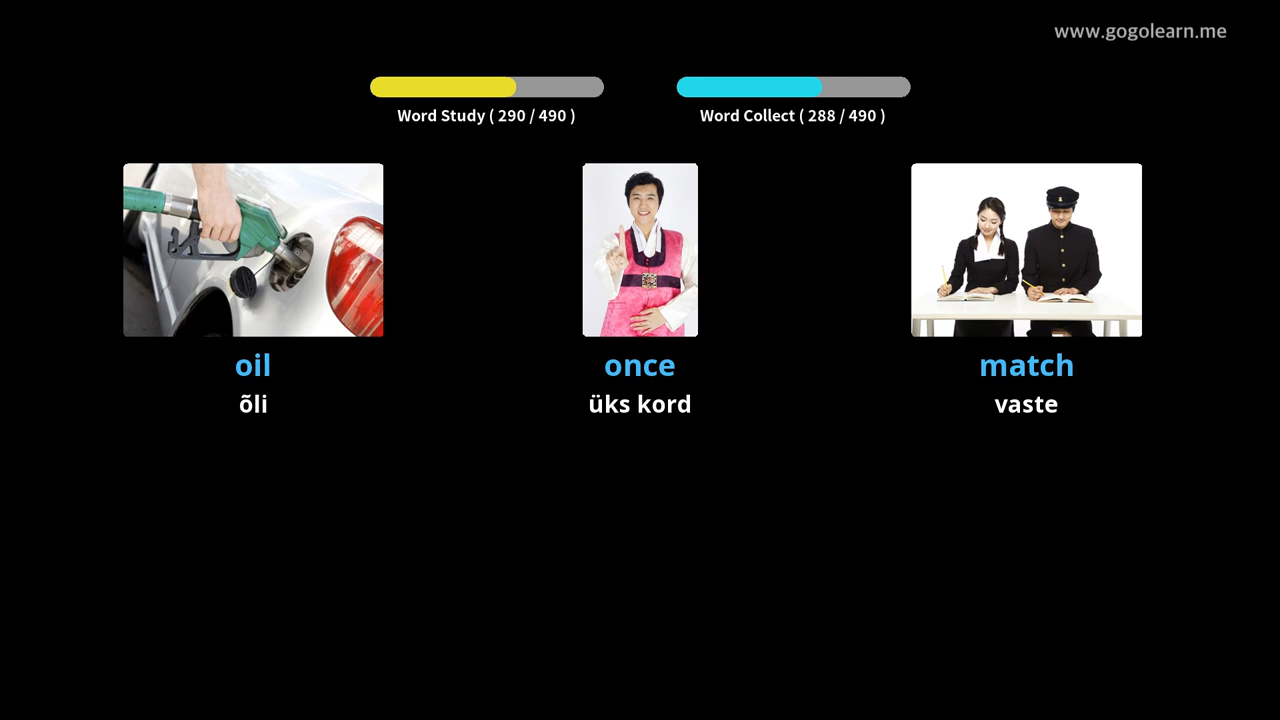 www.gogolearn.me
Word Study ( 290 / 490 )
Word Collect ( 288 / 490 )
oil
once
match
õli
üks kord
vaste